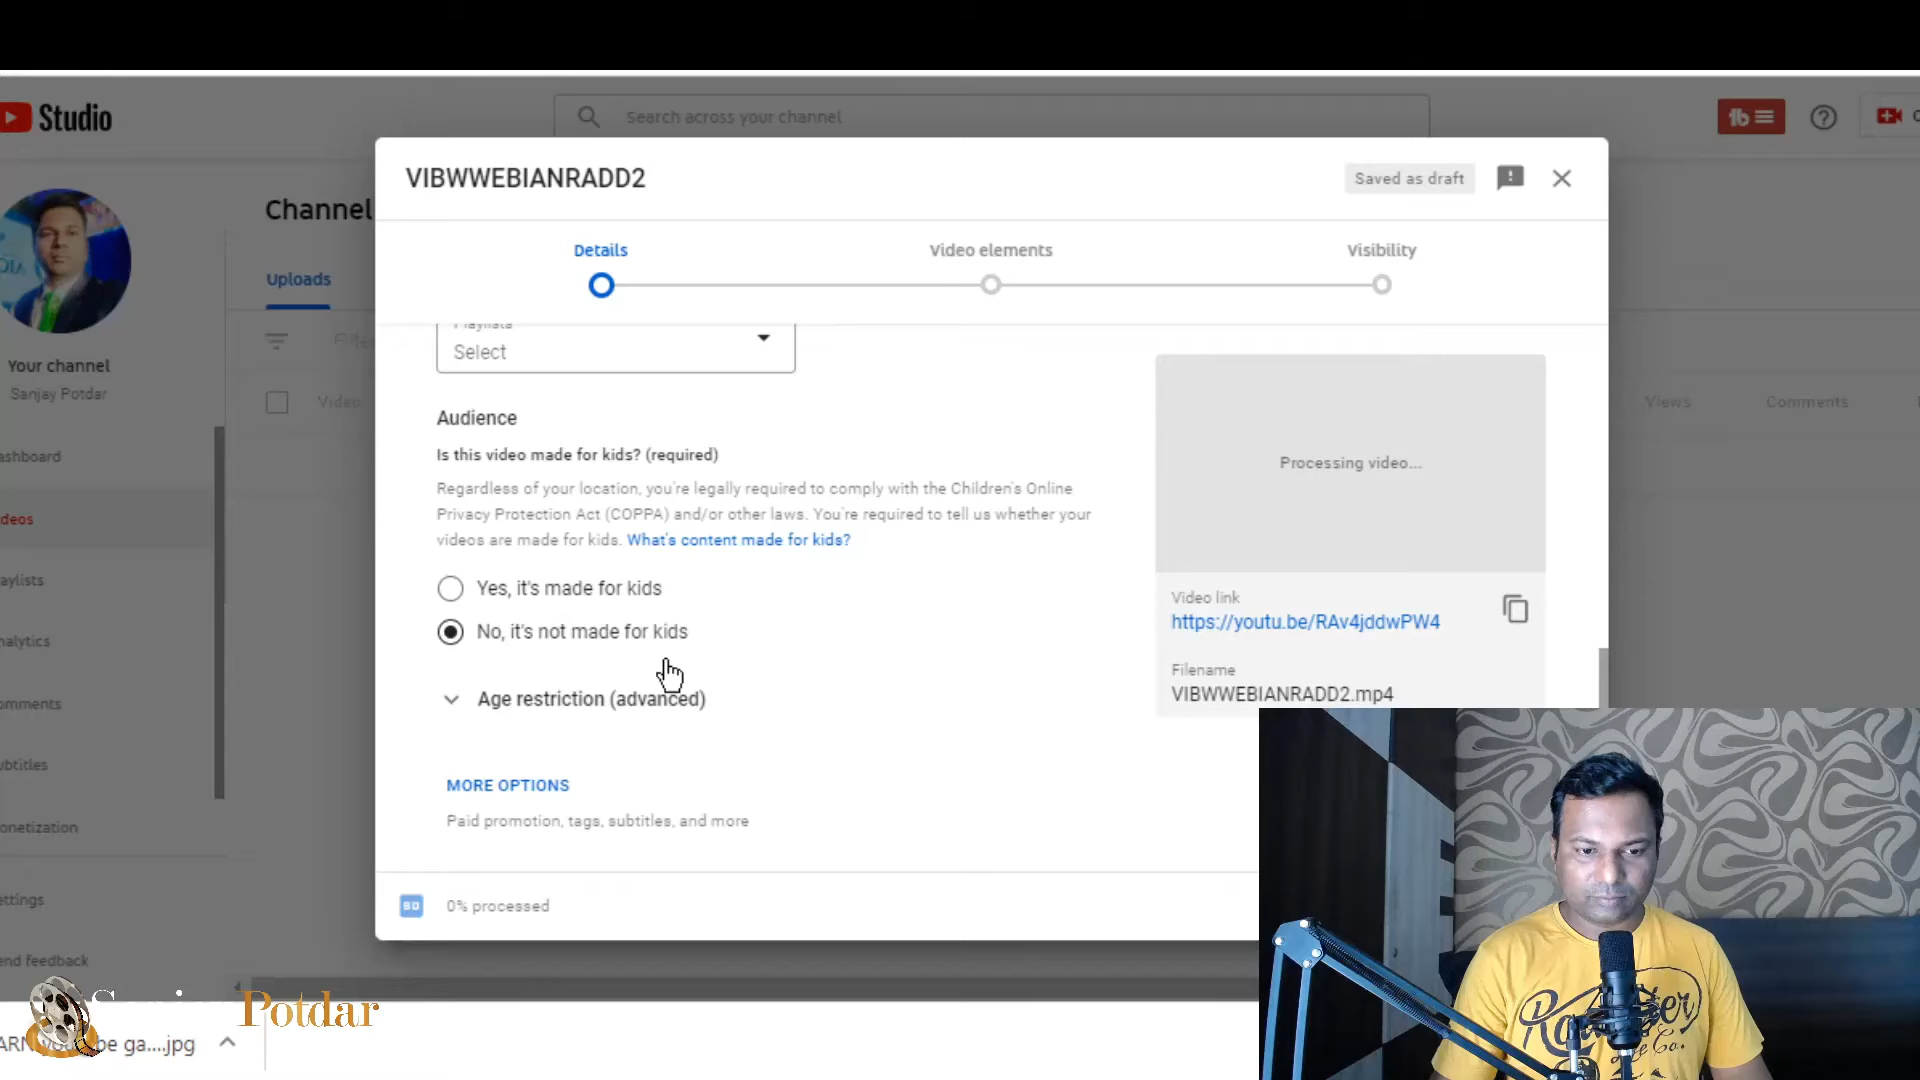 Studio
Search across your channel
Channel
Uploads
Your channel
Sanjay Potdar
Video
Views
Comments
ashboard
deos
aylists
nalytics
omments
ubtitles
onetization
ettings
end feedback
VIBWWEBIANRADD2
Saved as draft
Details
Video elements
Visibility
Playlists
Select
Audience
Is this video made for kids? (required)
Regardless of your location, you're legally required to comply with the Children's Online
Privacy Protection Act (COPPA) and/or other laws. You're required to tell us whether your
videos are made for kids. What's content made for kids?
Yes, it's made for kids
No, it's not made for kids
Age restriction (advanced)
MORE OPTIONS
Paid promotion, tags, subtitles, and more
Processing video...
Video link
https://youtu.be/RAv4jddwPW4
Filename
VIBWWEBIANRADD2.mp4
SD
0% processed
Potdar
be ga....jpg